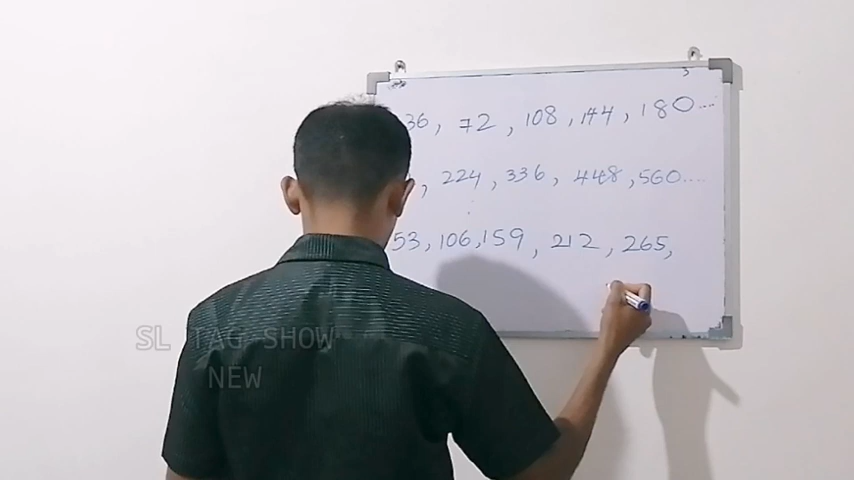 36, 72, 108, 144, 180...
, 224, 336, 448, 560....
53, 106, 159, 212, 265,
SL TAG SHOW
NEW